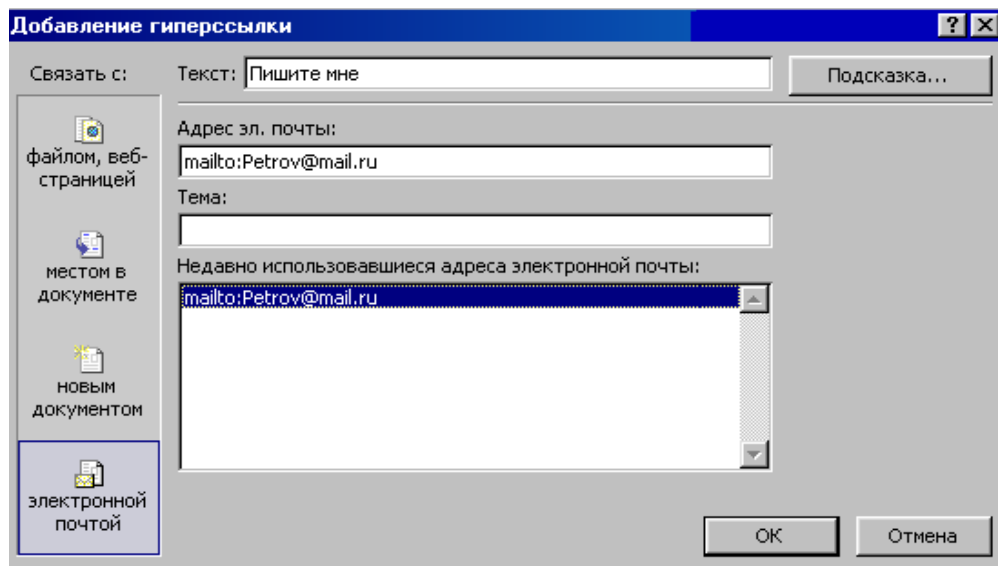 Добавление гиперссылки
Связать с:
Текст: Пишите мне
Подсказка...
файлом, веб-
страницей
местом в
документе
новым
документом
электронной
почтой
Адрес эл. почты:
mailto:Petrov@mail.ru
Тема:
Недавно использовавшиеся адреса электронной почты:
mailto:Petrov@mail.ru
ОК
Отмена